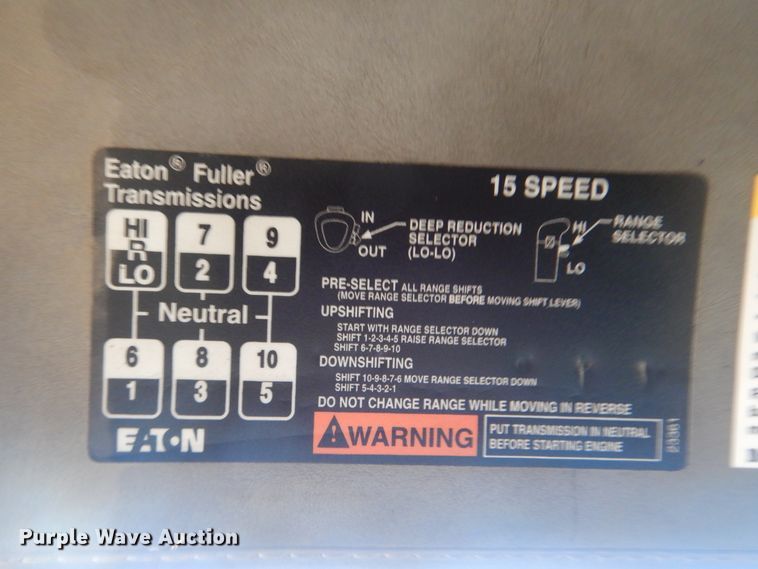 Eaton® Fuller®
Transmissions
15 SPEED
HI
R
LO
7
2
9
4
Neutral
6
1
8
3
10
5
IN
OUT
DEEP REDUCTION
SELECTOR
(LO-LO)
HI
LO
RANGE
SELECTOR
PRE-SELECT ALL RANGE SHIFTS
(MOVE RANGE SELECTOR BEFORE MOVING SHIFT LEVER)
UPSHIFTING
START WITH RANGE SELECTOR DOWN
SHIFT 1-2-3-4-5 RAISE RANGE SELECTOR
SHIFT 6-7-8-9-10
DOWNSHIFTING
SHIFT 10-9-8-7-6 MOVE RANGE SELECTOR DOWN
SHIFT 5-4-3-2-1
DO NOT CHANGE RANGE WHILE MOVING IN REVERSE
EATON
WARNING
PUT TRANSMISSION IN NEUTRAL
BEFORE STARTING ENGINE
23361
Purple Wave Auction